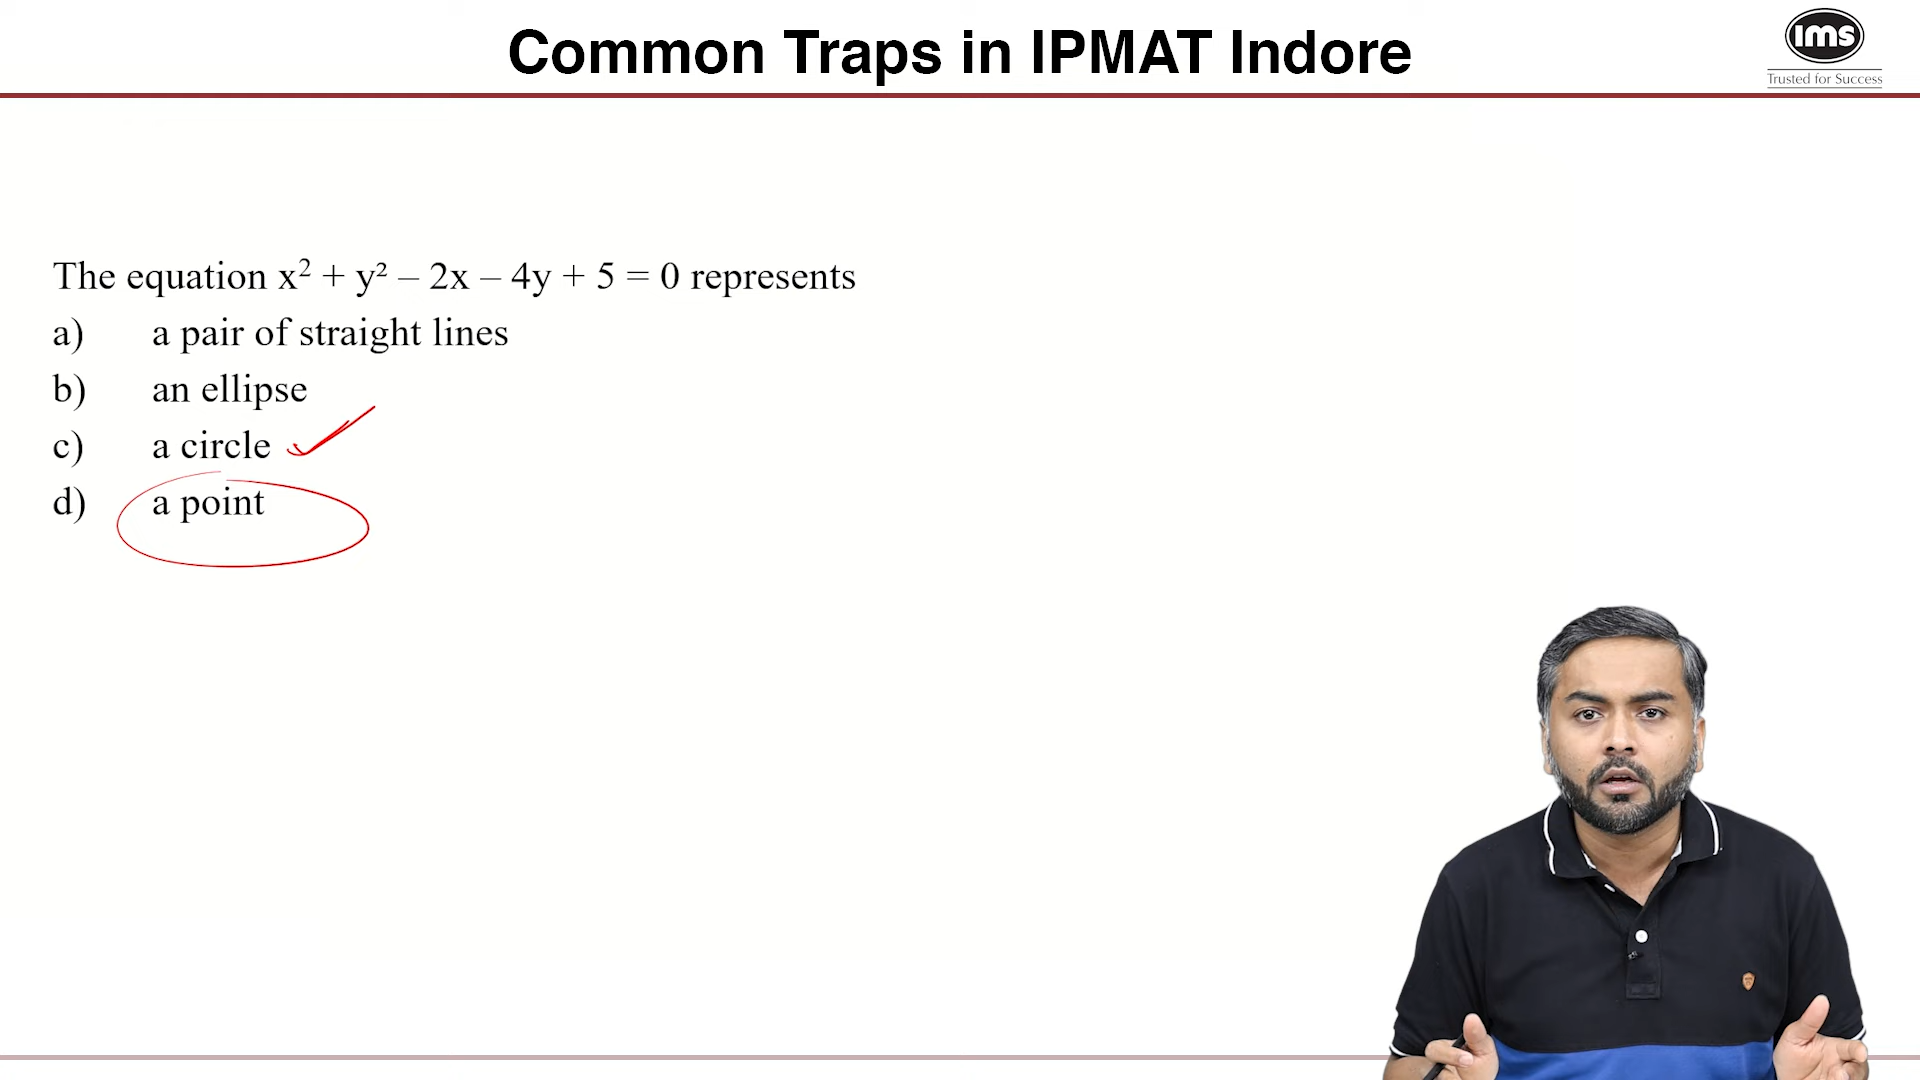 Common Traps in IPMAT Indore
ims
Trusted for Success
The equation x² + y² – 2x – 4y + 5 = 0 represents
a) a pair of straight lines
b) an ellipse
c) a circle
d) a point